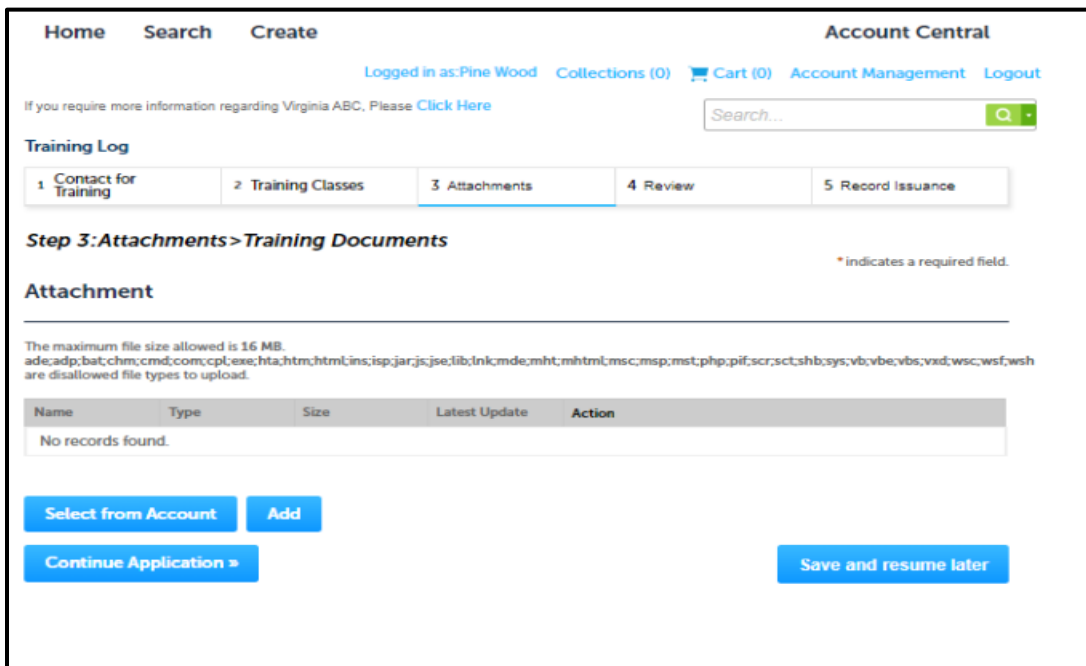 Home Search Create Account Central
Logged in as:Pine Wood Collections (0) Cart (0) Account Management Logout
If you require more information regarding Virginia ABC, Please Click Here
Search...
Training Log
1 Contact for Training 2 Training Classes 3 Attachments 4 Review 5 Record Issuance
Step 3:Attachments>Training Documents
*indicates a required field.
Attachment
The maximum file size allowed is 16 MB.
ade;adp;bat;chm;cmd;com;cpl;exe;hta;htm;html;ins;isp;jar;js;jse;lib;lnk;mde;mht;mhtml;msc;msp;mst;php;pif;scr;sct;shb;sys;vb;vbe;vbs;vxd;wsc;wsf;wsh
are disallowed file types to upload.
Name Type Size Latest Update Action
No records found.
Select from Account Add
Continue Application » Save and resume later